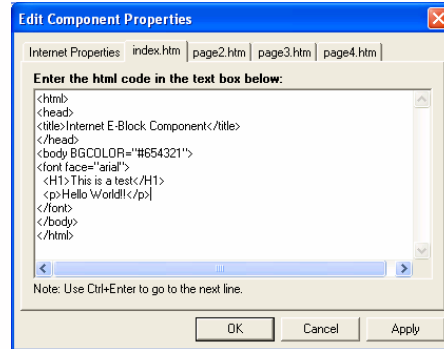 Edit Component Properties
Internet Properties index.htm page2.htm page3.htm page4.htm
Enter the html code in the text box below:
<html>
<head>
<title>Internet E-Block Component</title>
</head>
<body BGCOLOR="#654321">
<font face="arial">
<H1>This is a test</H1>
<p>Hello World!!</p>
</font>
</body>
</html>
Note: Use Ctrl+Enter to go to the next line.
OK Cancel Apply